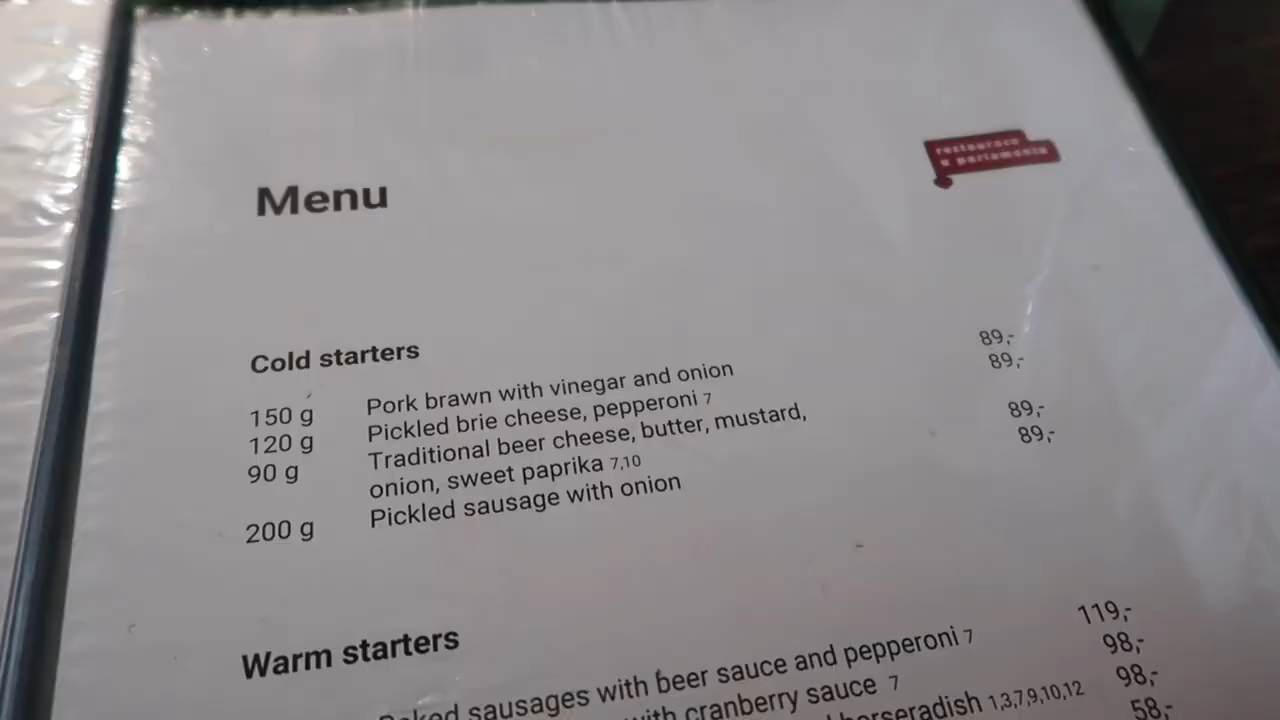 restaurace
u parlamentu
Menu
Cold starters
150 g Pork brawn with vinegar and onion 89,-
120 g Pickled brie cheese, pepperoni 7 89,-
90 g Traditional beer cheese, butter, mustard,
onion, sweet paprika 7,10 89,-
200 g Pickled sausage with onion 89,-
Warm starters
sausages with beer sauce and pepperoni 7 119,-
with cranberry sauce 7 98,-
horseradish 1,3,7,9,10,12 98,-
58,-